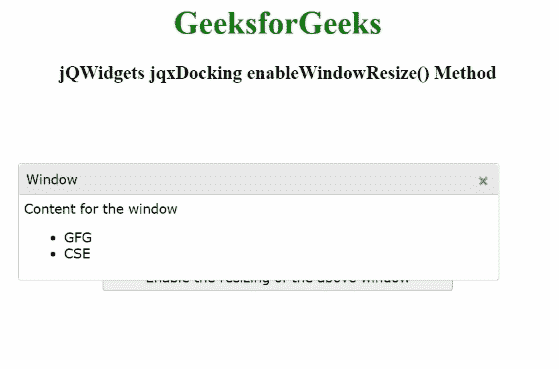 GeeksforGeeks
jQWidgets jqxDocking enableWindowResize() Method
Window
Content for the window
GFG
CSE
Enable the resizing of the above window